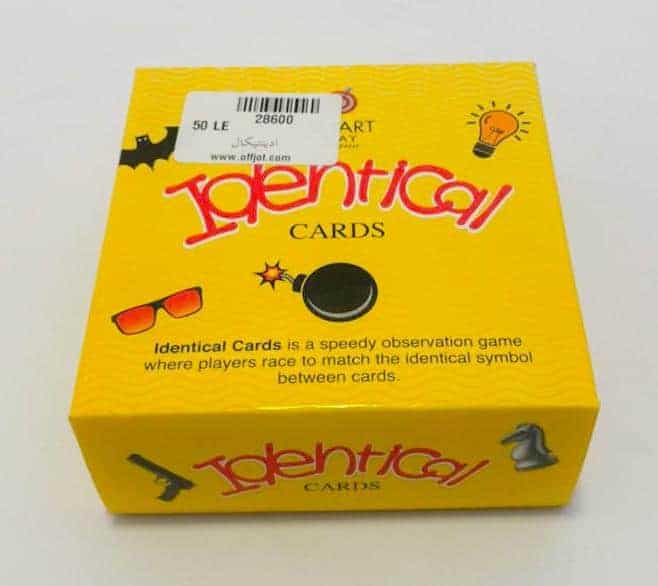 50 LE
28600
ادينتيكال
www.offjot.com
ART
AY
Identical
CARDS
Identical Cards is a speedy observation game
where players race to match the identical symbol
between cards.
Identical
CARDS